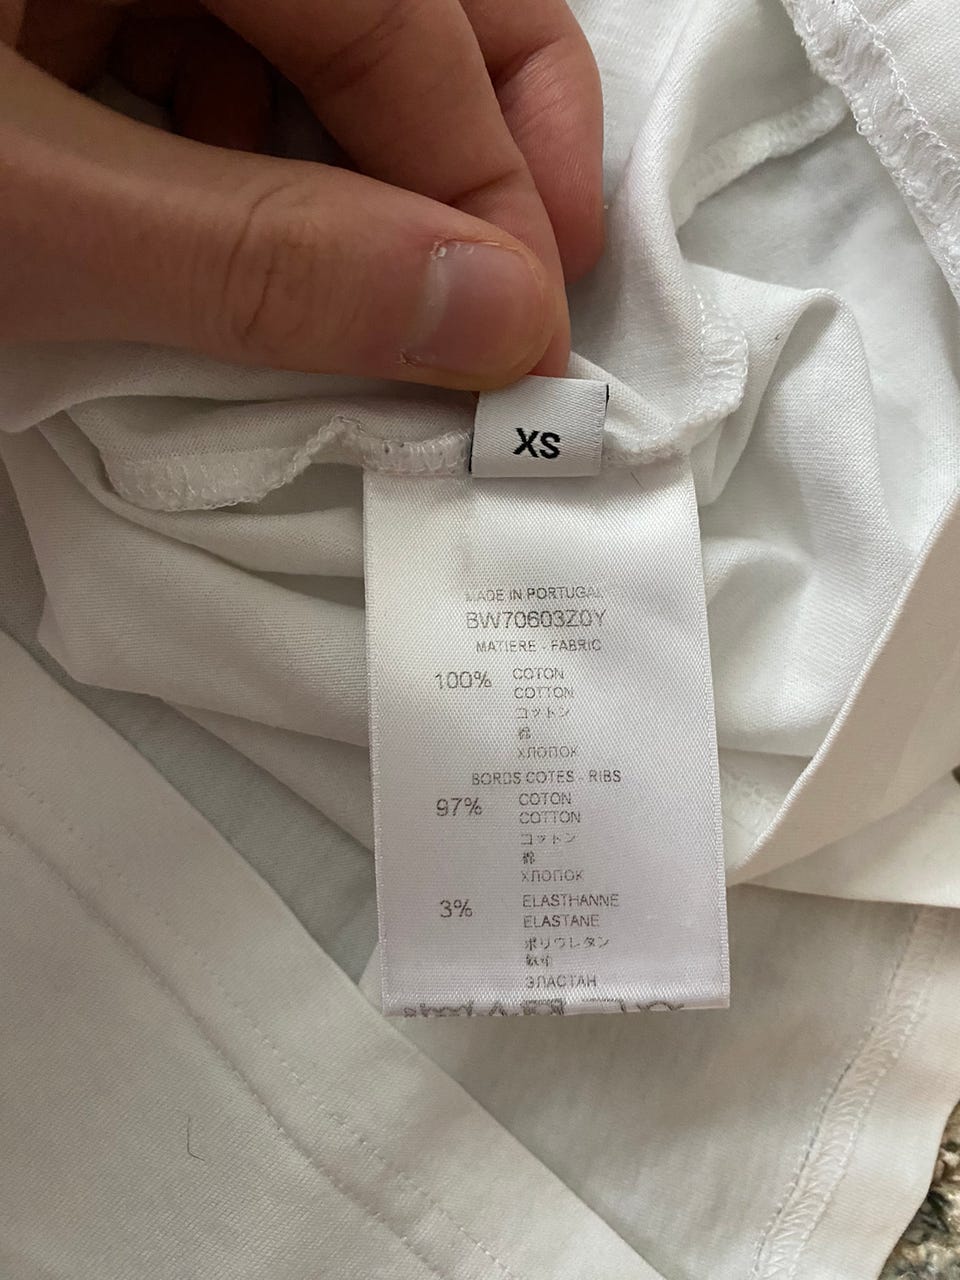 XS
MADE IN PORTUGAL
BW70603Z0Y
MATIERE - FABRIC
100% COTON
COTTON
コットン
棉
ХЛОПОК
BORDS COTES - RIBS
97% COTON
COTTON
コットン
棉
ХЛОПОК
3% ELASTHANNE
ELASTANE
ポリウレタン
ЭЛАСТАН